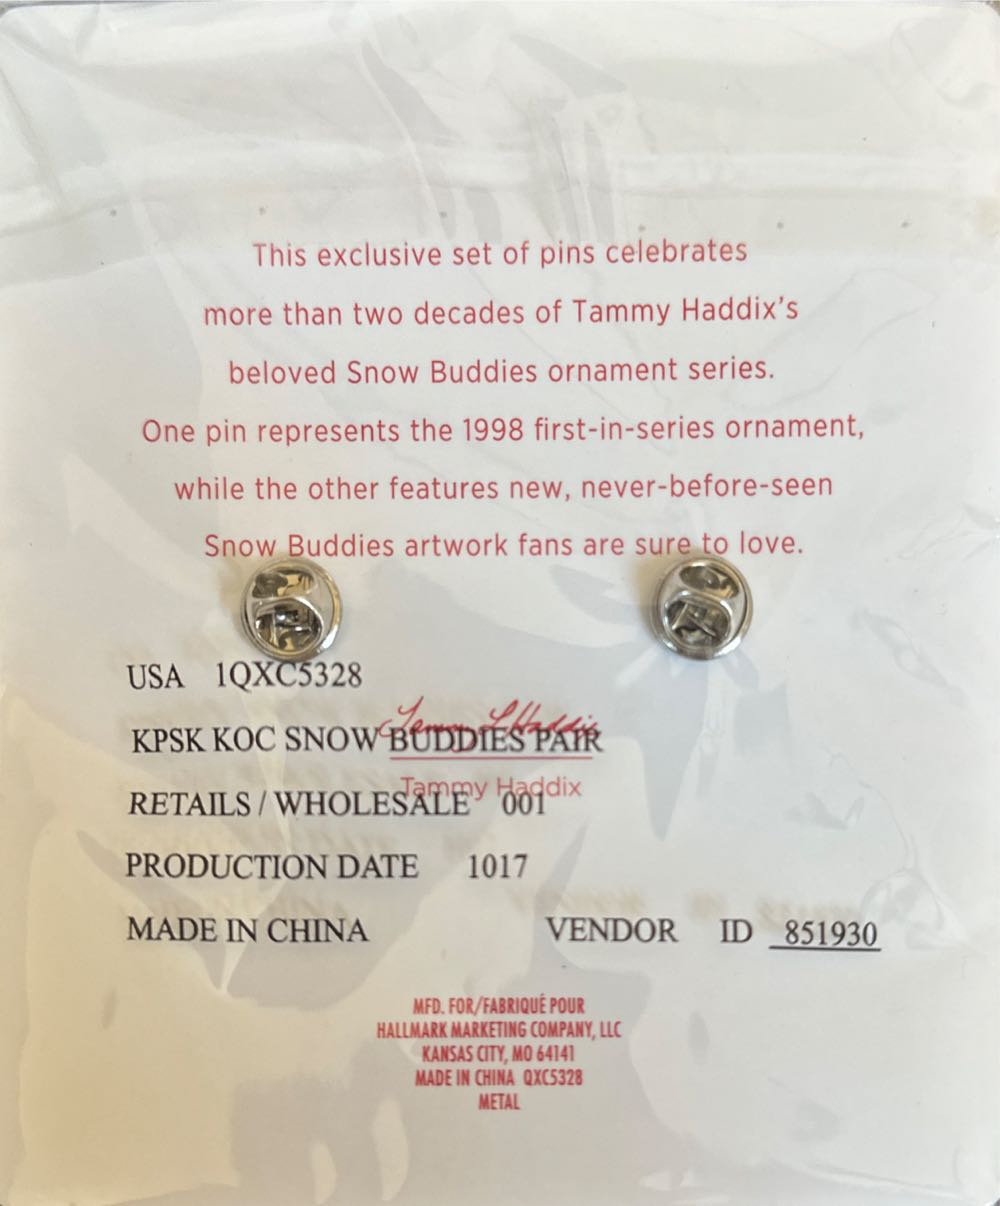 This exclusive set of pins celebrates
more than two decades of Tammy Haddix's
beloved Snow Buddies ornament series.
One pin represents the 1998 first-in-series ornament,
while the other features new, never-before-seen
Snow Buddies artwork fans are sure to love.
USA 1QXC5328
Tammy L Haddix
KPSK KOC SNOW BUDDIES PAIR
Tammy Haddix
RETAILS / WHOLESALE 001
PRODUCTION DATE 1017
MADE IN CHINA VENDOR ID 851930
MFD. FOR/FABRIQUÉ POUR
HALLMARK MARKETING COMPANY, LLC
KANSAS CITY, MO 64141
MADE IN CHINA QXC5328
METAL